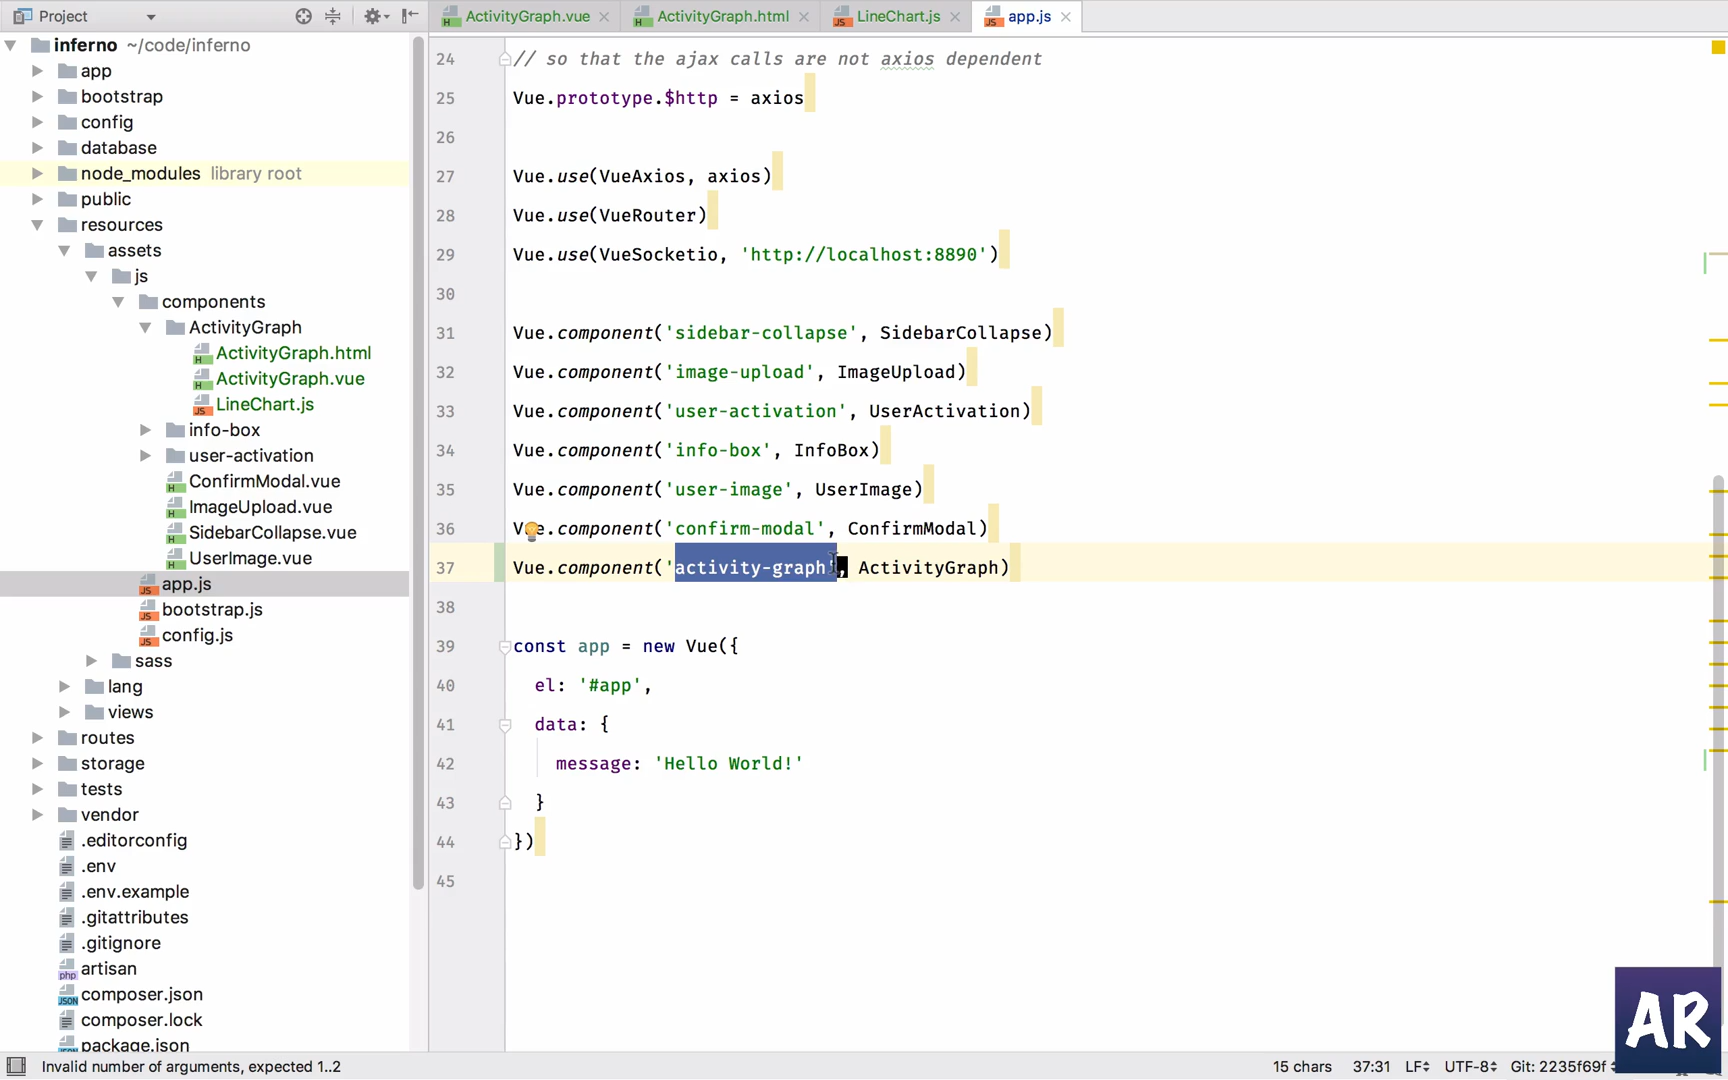 Project
ActivityGraph.vue
ActivityGraph.html
LineChart.js
app.js
inferno ~/code/inferno
app
bootstrap
config
database
node_modules library root
public
resources
assets
js
components
ActivityGraph
ActivityGraph.html
ActivityGraph.vue
LineChart.js
info-box
user-activation
ConfirmModal.vue
ImageUpload.vue
SidebarCollapse.vue
UserImage.vue
app.js
bootstrap.js
config.js
sass
lang
views
routes
storage
tests
vendor
.editorconfig
.env
.env.example
.gitattributes
.gitignore
artisan
composer.json
composer.lock
package.json
24 // so that the ajax calls are not axios dependent
25 Vue.prototype.$http = axios
26
27 Vue.use(VueAxios, axios)
28 Vue.use(VueRouter)
29 Vue.use(VueSocketio, 'http://localhost:8890')
30
31 Vue.component('sidebar-collapse', SidebarCollapse)
32 Vue.component('image-upload', ImageUpload)
33 Vue.component('user-activation', UserActivation)
34 Vue.component('info-box', InfoBox)
35 Vue.component('user-image', UserImage)
36 Vue.component('confirm-modal', ConfirmModal)
37 Vue.component('activity-graph', ActivityGraph)
38
39 const app = new Vue({
40 el: '#app',
41 data: {
42 message: 'Hello World!'
43 }
44 })
45
AR
Invalid number of arguments, expected 1..2
15 chars 37:31 LF UTF-8 Git: 2235f69f